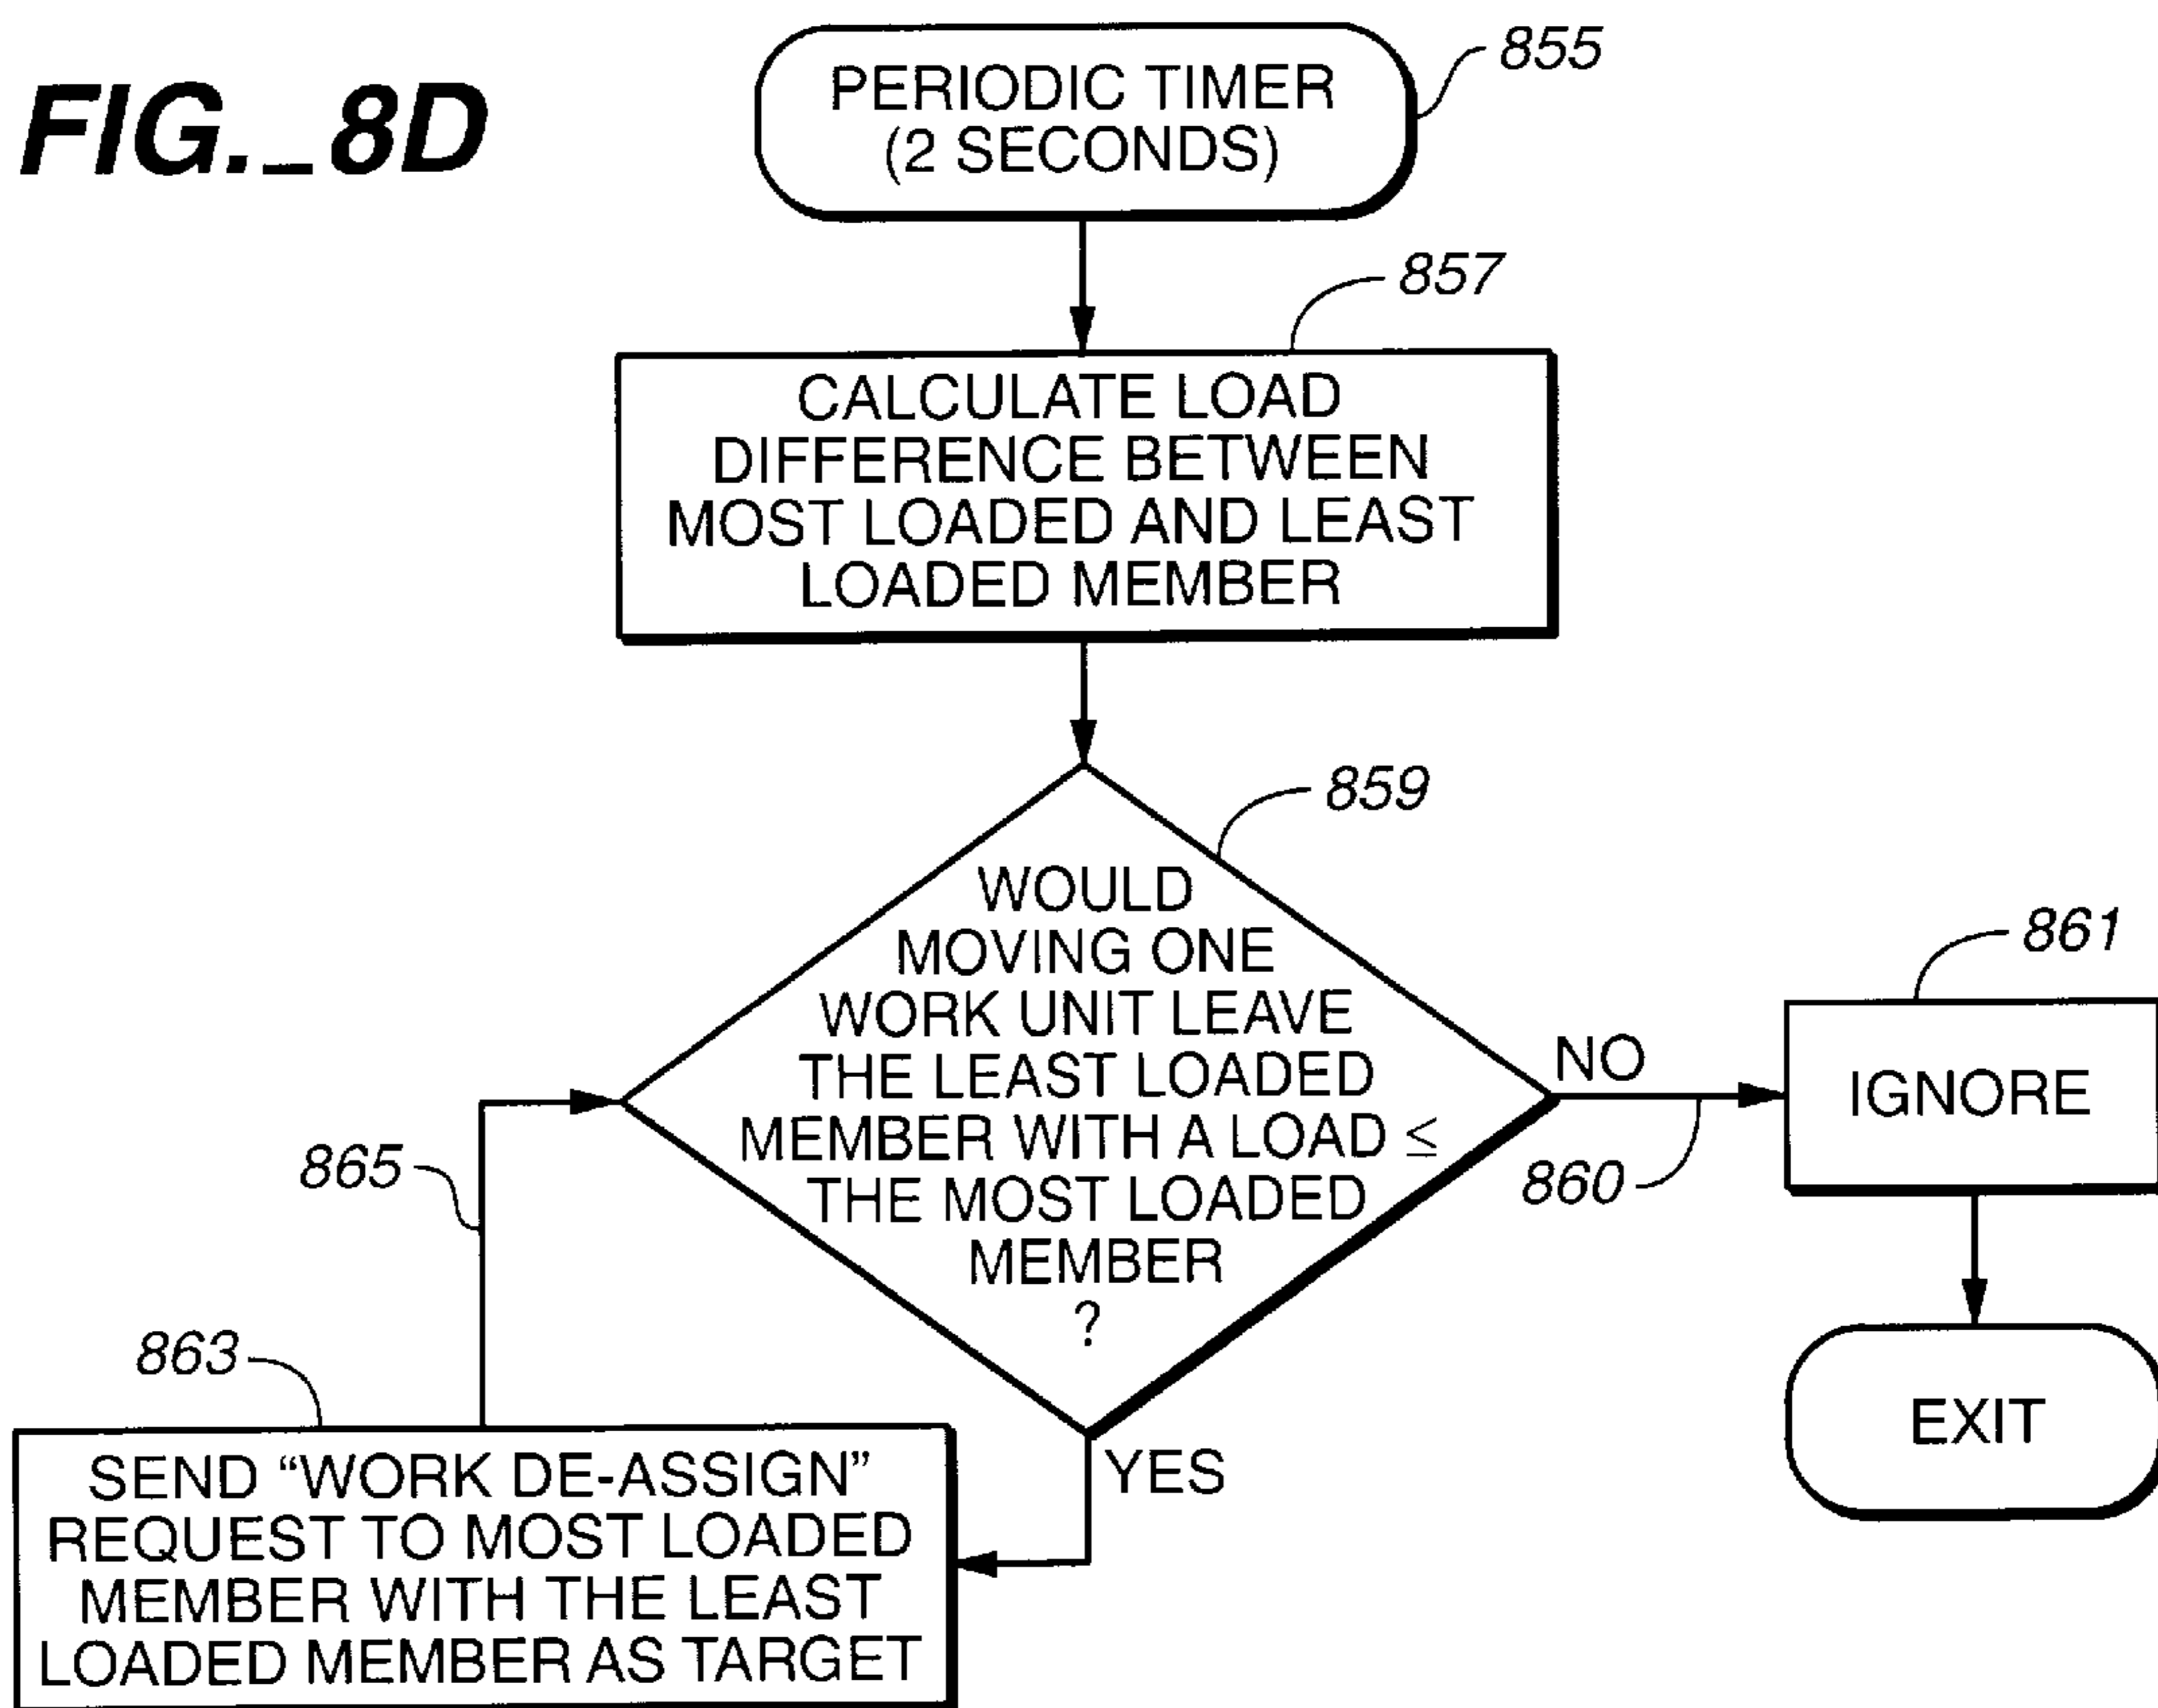 FIG._8D
PERIODIC TIMER
(2 SECONDS)
855
857
CALCULATE LOAD
DIFFERENCE BETWEEN
MOST LOADED AND LEAST
LOADED MEMBER
859
WOULD
MOVING ONE
WORK UNIT LEAVE
THE LEAST LOADED
MEMBER WITH A LOAD ≤
THE MOST LOADED
MEMBER
?
NO
860
861
IGNORE
EXIT
YES
865
863
SEND “WORK DE-ASSIGN”
REQUEST TO MOST LOADED
MEMBER WITH THE LEAST
LOADED MEMBER AS TARGET